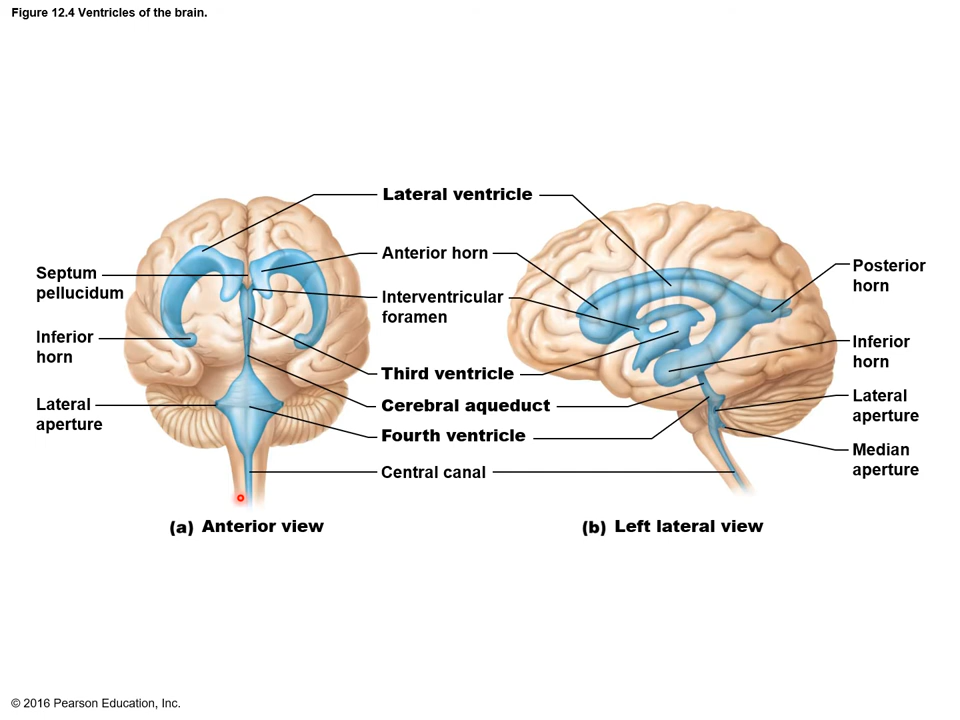 Figure 12.4 Ventricles of the brain.
Lateral ventricle
Septum
pellucidum
Anterior horn
Posterior
horn
Interventricular
foramen
Inferior
horn
Inferior
horn
Third ventricle
Lateral
aperture
Cerebral aqueduct
Lateral
aperture
Fourth ventricle
Median
aperture
Central canal
(a) Anterior view
(b) Left lateral view
© 2016 Pearson Education, Inc.